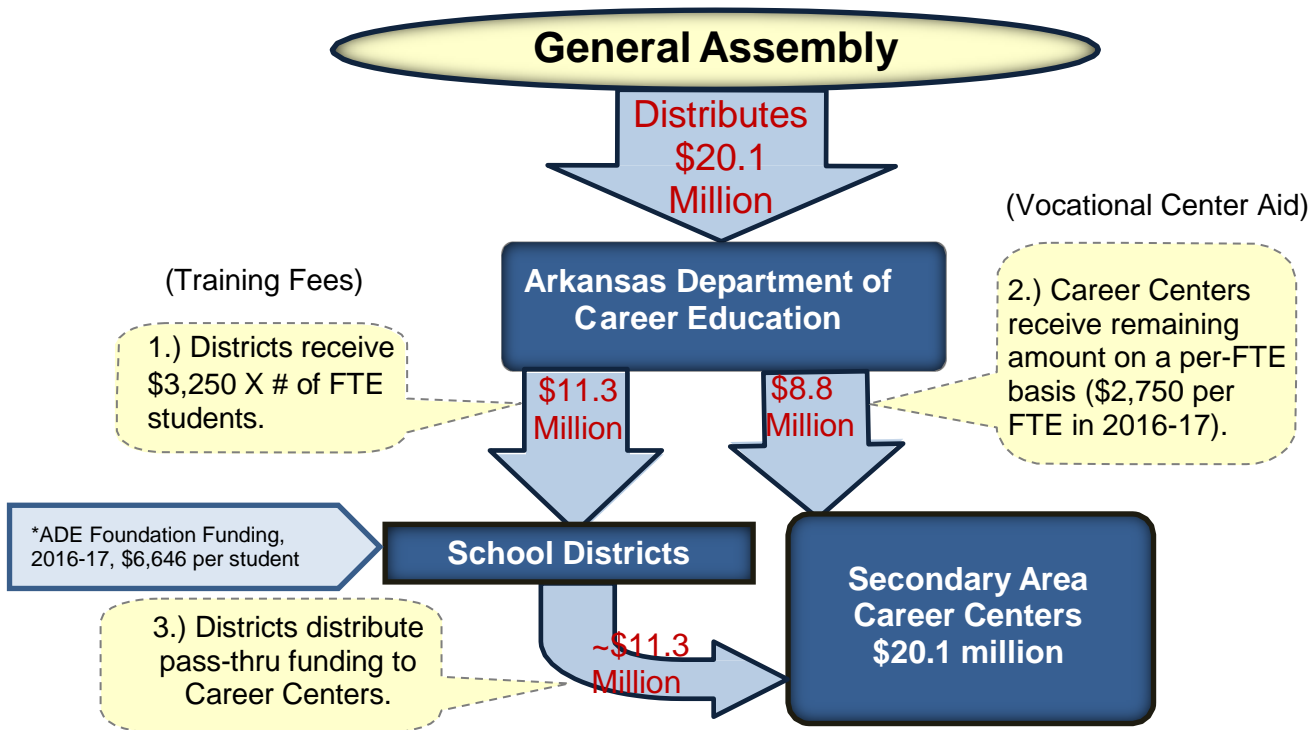 General Assembly
Distributes
$20.1
Million
(Vocational Center Aid)
(Training Fees)
Arkansas Department of
Career Education
1.) Districts receive
$3,250 X # of FTE
students.
2.) Career Centers
receive remaining
amount on a per-FTE
basis ($2,750 per
FTE in 2016-17).
$11.3
Million
$8.8
Million
*ADE Foundation Funding,
2016-17, $6,646 per student
School Districts
Secondary Area
Career Centers
$20.1 million
3.) Districts distribute
pass-thru funding to
Career Centers.
~$11.3
Million